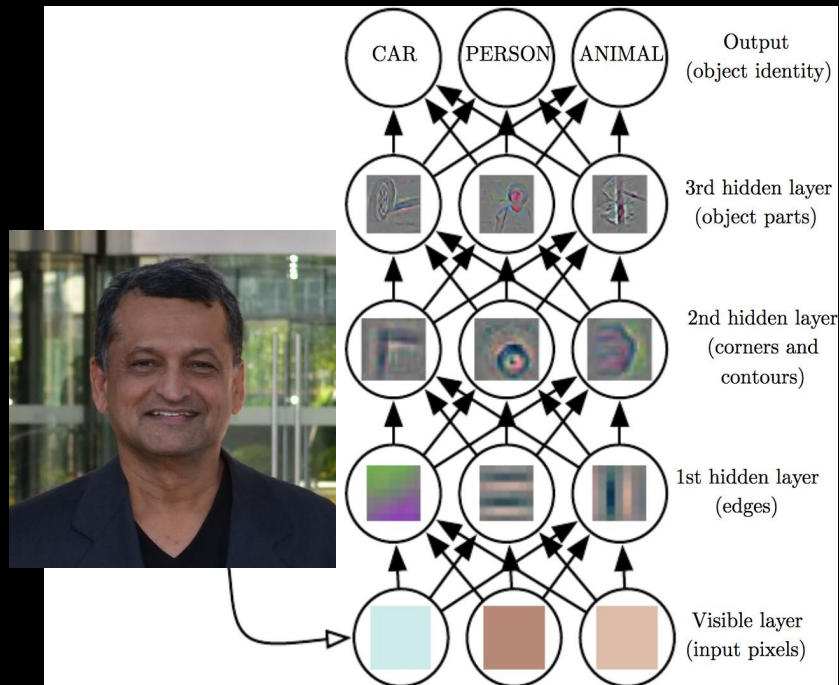 CAR
PERSON
ANIMAL
Output
(object identity)
3rd hidden layer
(object parts)
2nd hidden layer
(corners and
contours)
1st hidden layer
(edges)
Visible layer
(input pixels)